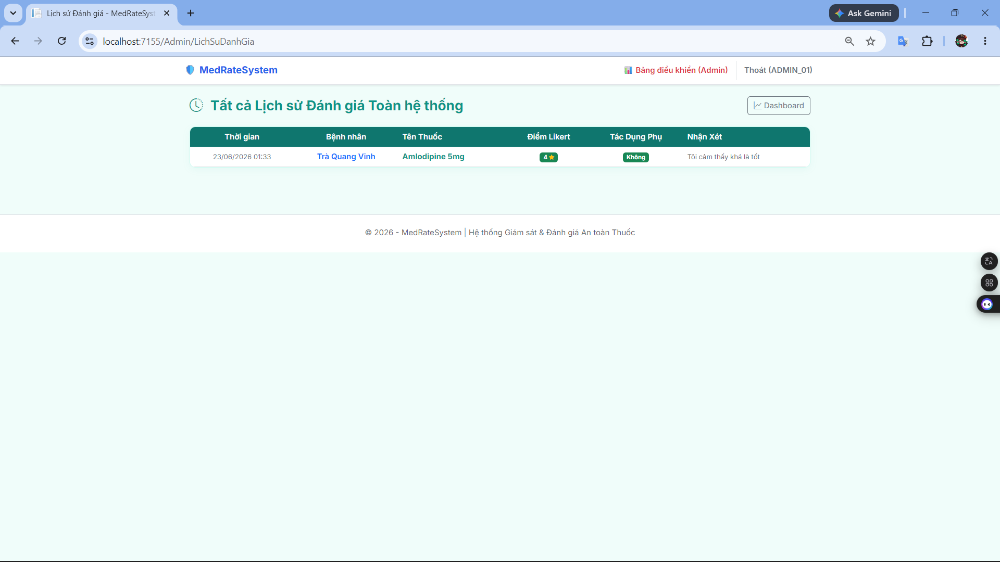 Lịch sử Đánh giá - MedRateSyst
Ask Gemini
localhost:7155/Admin/LichSuDanhGia
MedRateSystem
Bảng điều khiển (Admin)
Thoát (ADMIN_01)
Tất cả Lịch sử Đánh giá Toàn hệ thống
Dashboard
Thời gian Bệnh nhân Tên Thuốc Điểm Likert Tác Dụng Phụ Nhận Xét
23/06/2026 01:33 Trà Quang Vinh Amlodipine 5mg 4⭐ Không Tôi cảm thấy khá là tốt
© 2026 - MedRateSystem | Hệ thống Giám sát & Đánh giá An toàn Thuốc